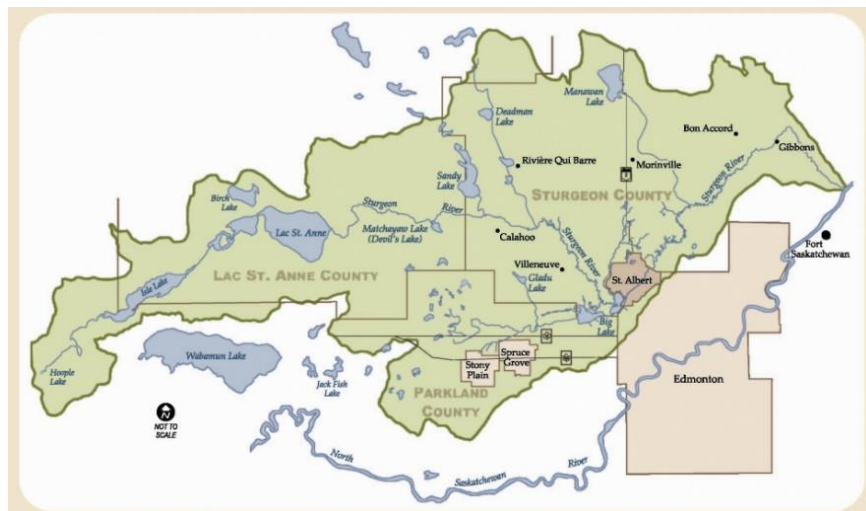 Manawan
Lake
Deadman
Lake
Bon Accord
Gibbons
Rivière Qui Barre
Morinville
Sandy
Lake
STURGEON COUNTY
Sturgeon River
Birch
Lake
Sturgeon
River
Lac St. Anne
Matchayaw Lake
(Devil's Lake)
Calahoo
Sturgeon River
Fort
Saskatchewan
LAC ST. ANNE COUNTY
Villeneuve
Gladu
Lake
St. Albert
Isle Lake
Big
Lake
Wabamun Lake
Hoople
Lake
Jack Fish
Lake
Stony
Plain
Spruce
Grove
Edmonton
PARKLAND
COUNTY
N
NOT TO
SCALE
North
Saskatchewan
River